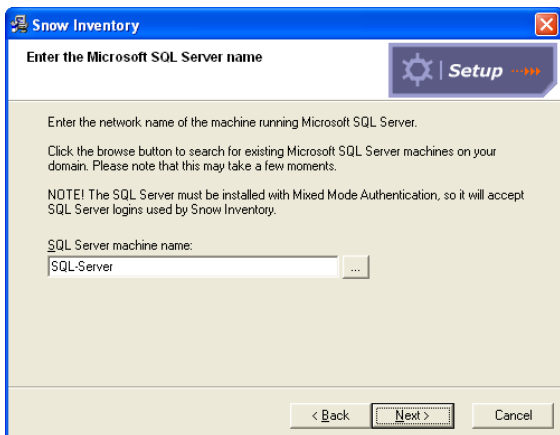 Snow Inventory
Enter the Microsoft SQL Server name
Setup
Enter the network name of the machine running Microsoft SQL Server.
Click the browse button to search for existing Microsoft SQL Server machines on your
domain. Please note that this may take a few moments.
NOTE! The SQL Server must be installed with Mixed Mode Authentication, so it will accept
SQL Server logins used by Snow Inventory.
SQL Server machine name:
SQL-Server
...
< Back
Next >
Cancel